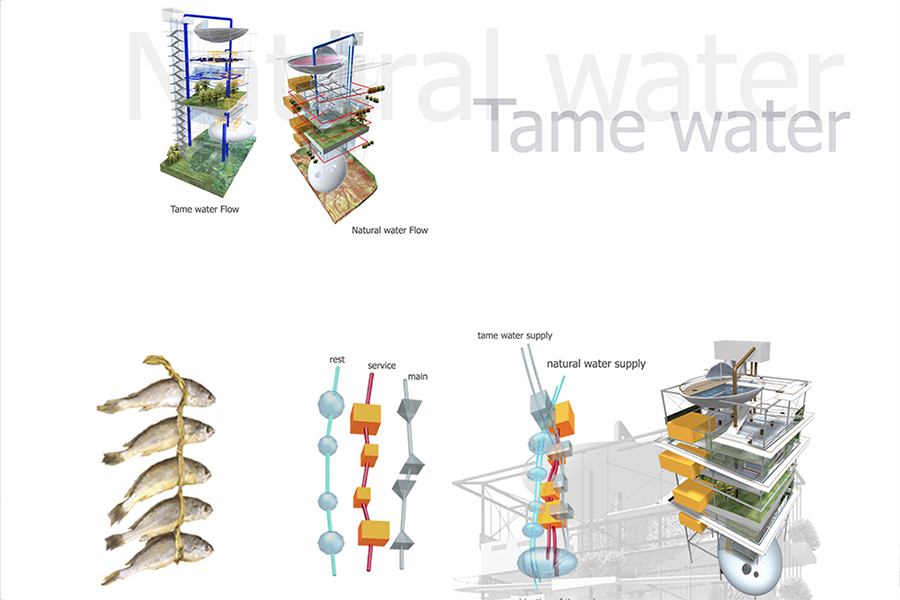 Natural water
Tame water
Tame water Flow
Natural water Flow
tame water supply
rest
service
natural water supply
main